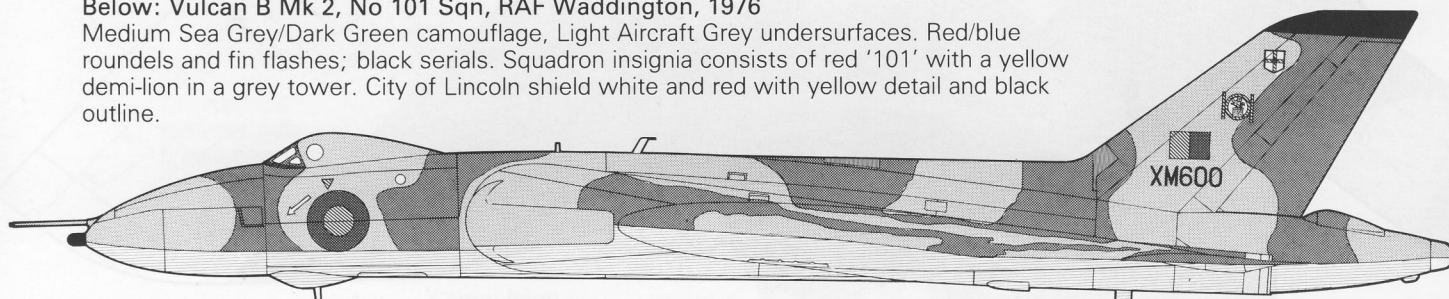 Below: Vulcan B Mk 2, No 101 Sqn, RAF Waddington, 1976
Medium Sea Grey/Dark Green camouflage, Light Aircraft Grey undersurfaces. Red/blue
roundels and fin flashes; black serials. Squadron insignia consists of red ‘101’ with a yellow
demi-lion in a grey tower. City of Lincoln shield white and red with yellow detail and black
outline.
XM600